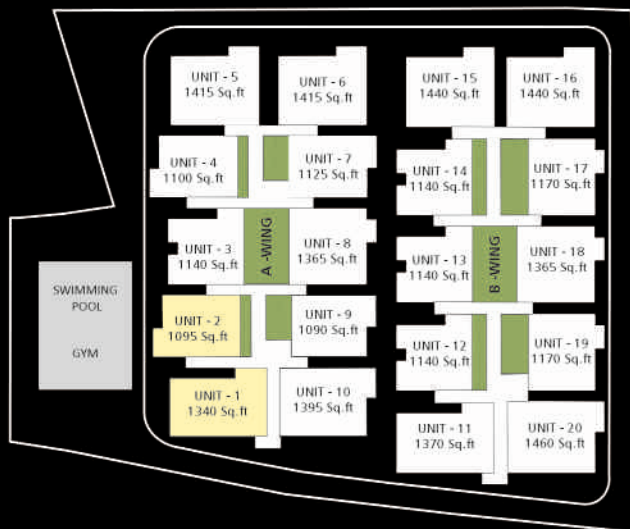 UNIT - 5
1415 Sq.ft
UNIT - 6
1415 Sq.ft
UNIT - 15
1440 Sq.ft
UNIT - 16
1440 Sq.ft
UNIT - 4
1100 Sq.ft
UNIT - 7
1125 Sq.ft
UNIT - 14
1140 Sq.ft
UNIT - 17
1170 Sq.ft
UNIT - 3
1140 Sq.ft
A -WING
UNIT - 8
1365 Sq.ft
UNIT - 13
1140 Sq.ft
B -WING
UNIT - 18
1365 Sq.ft
SWIMMING
POOL
GYM
UNIT - 2
1095 Sq.ft
UNIT - 9
1090 Sq.ft
UNIT - 12
1140 Sq.ft
UNIT - 19
1170 Sq.ft
UNIT - 1
1340 Sq.ft
UNIT - 10
1395 Sq.ft
UNIT - 11
1370 Sq.ft
UNIT - 20
1460 Sq.ft